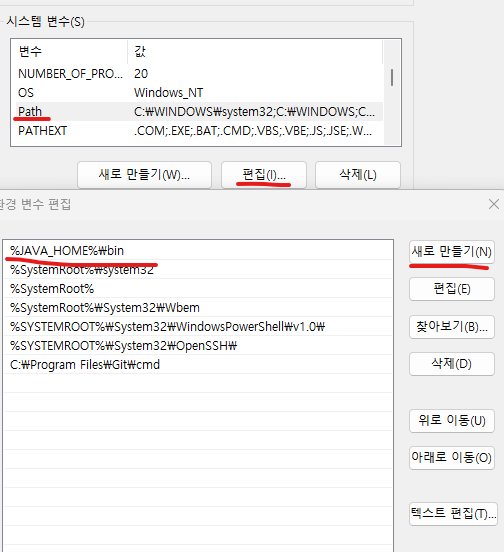 시스템 변수(S)
변수 값
NUMBER_OF_PRO... 20
OS Windows_NT
Path C:₩WINDOWS₩system32;C:₩WINDOWS;C...
PATHEXT .COM;.EXE;.BAT;.CMD;.VBS;.VBE;.JS;.JSE;.W...
새로 만들기(W)... 편집(I)... 삭제(L)
환경 변수 편집
%JAVA_HOME%₩bin 새로 만들기(N)
%SystemRoot%₩system32
%SystemRoot% 편집(E)
%SystemRoot%₩System32₩Wbem
%SYSTEMROOT%₩System32₩WindowsPowerShell₩v1.0₩ 찾아보기(B)...
%SYSTEMROOT%₩System32₩OpenSSH₩
C:₩Program Files₩Git₩cmd 삭제(D)
위로 이동(U)
아래로 이동(O)
텍스트 편집(T)...